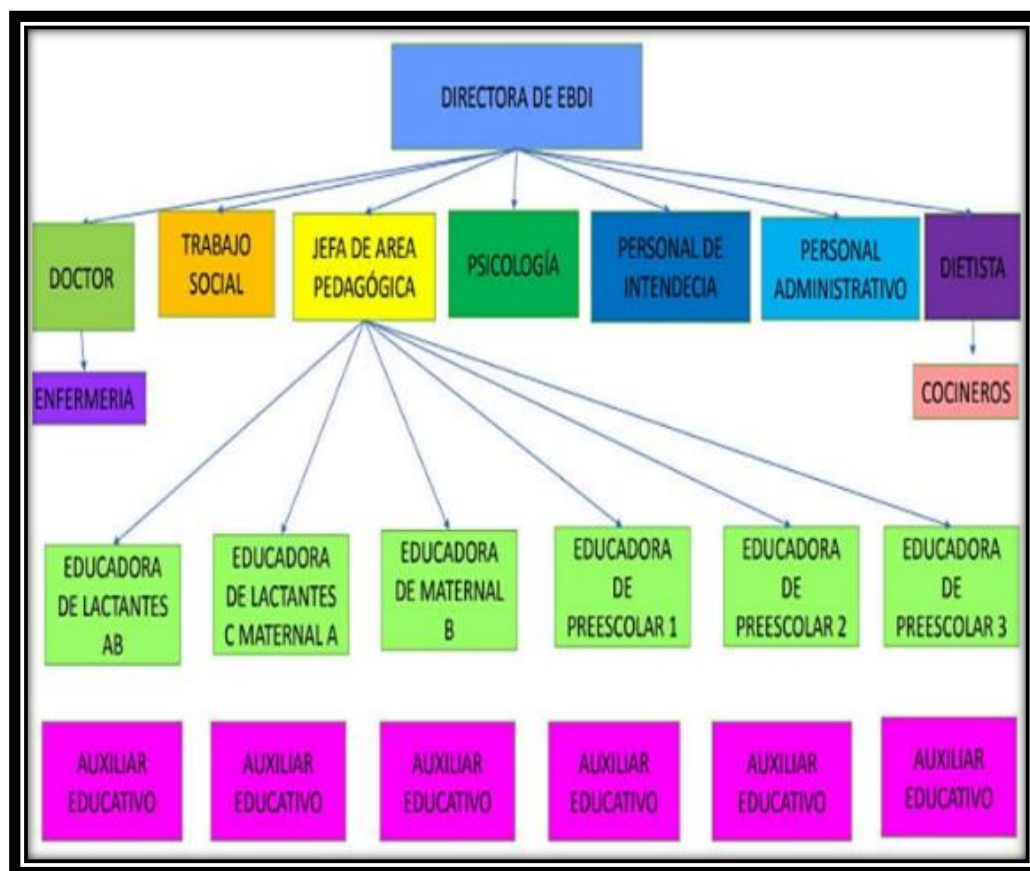 DIRECTORA DE EBDI
DOCTOR
TRABAJO
SOCIAL
JEFA DE AREA
PEDAGÓGICA
PSICOLOGÍA
PERSONAL DE
INTENDECIA
PERSONAL
ADMINISTRATIVO
DIETISTA
ENFERMERIA
COCINEROS
EDUCADORA
DE LACTANTES
AB
EDUCADORA
DE LACTANTES
C MATERNAL A
EDUCADORA
DE MATERNAL
B
EDUCADORA
DE
PREESCOLAR 1
EDUCADORA
DE
PREESCOLAR 2
EDUCADORA
DE
PREESCOLAR 3
AUXILIAR
EDUCATIVO
AUXILIAR
EDUCATIVO
AUXILIAR
EDUCATIVO
AUXILIAR
EDUCATIVO
AUXILIAR
EDUCATIVO
AUXILIAR
EDUCATIVO